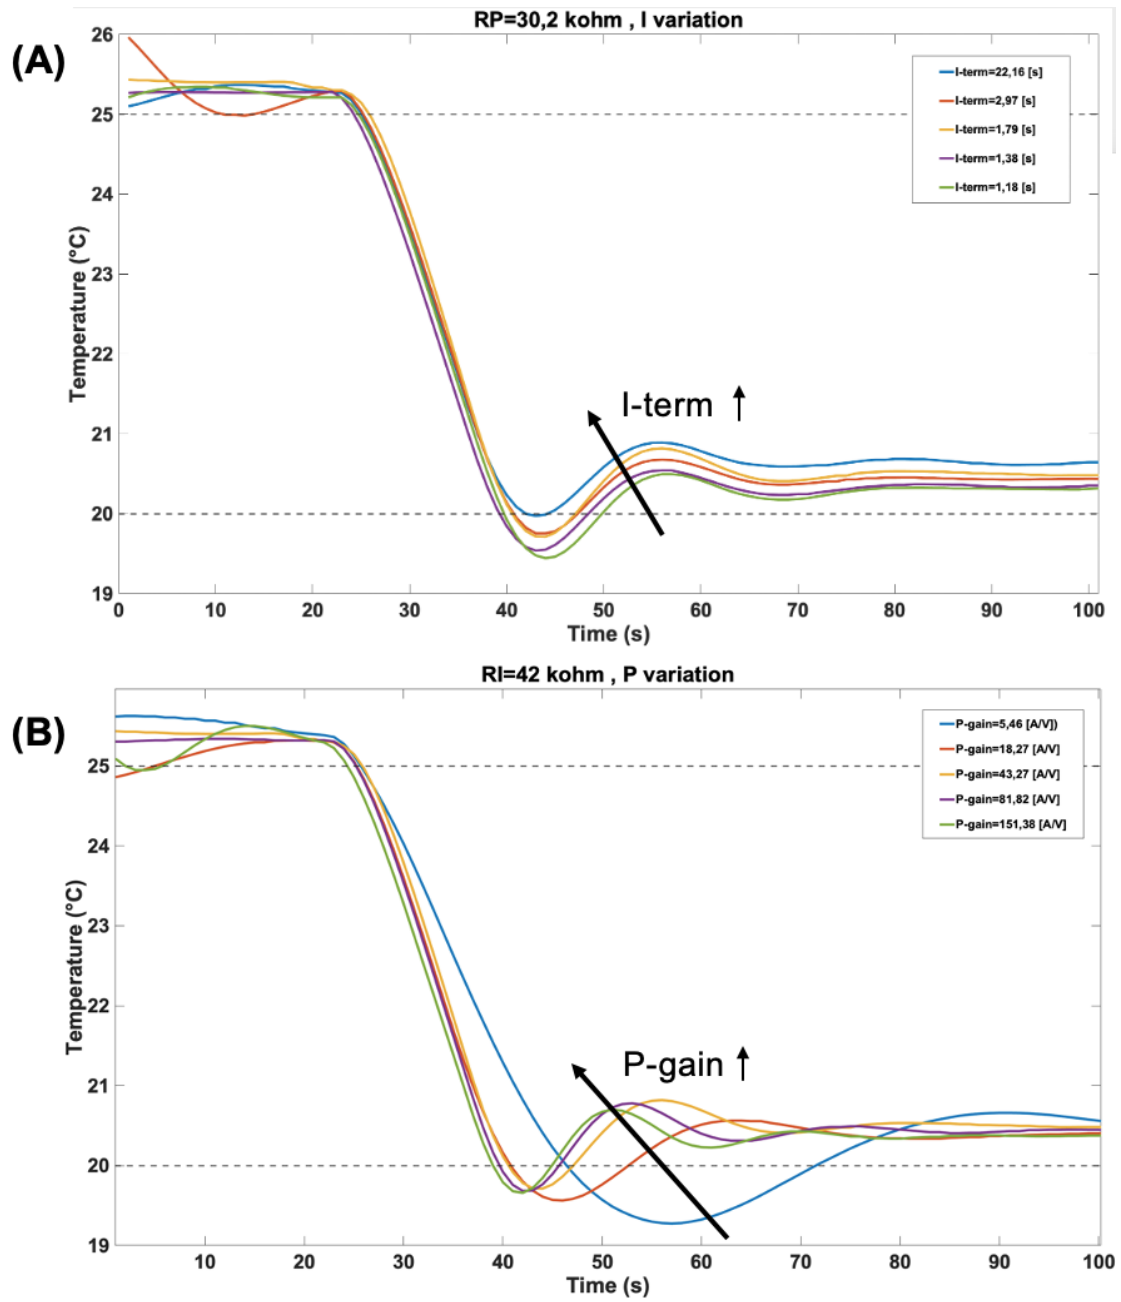 RP=30,2 kohm , I variation
(A)
26
25
24
23
22
21
20
19
Temperature (°C)
I-term=22,16 [s]
I-term=2,97 [s]
I-term=1,79 [s]
I-term=1,38 [s]
I-term=1,18 [s]
I-term ↑
0 10 20 30 40 50 60 70 80 90 100
Time (s)
RI=42 kohm , P variation
(B)
25
24
23
22
21
20
19
Temperature (°C)
P-gain=5,46 [A/V])
P-gain=18,27 [A/V]
P-gain=43,27 [A/V]
P-gain=81,82 [A/V]
P-gain=151,38 [A/V]
P-gain ↑
10 20 30 40 50 60 70 80 90 100
Time (s)